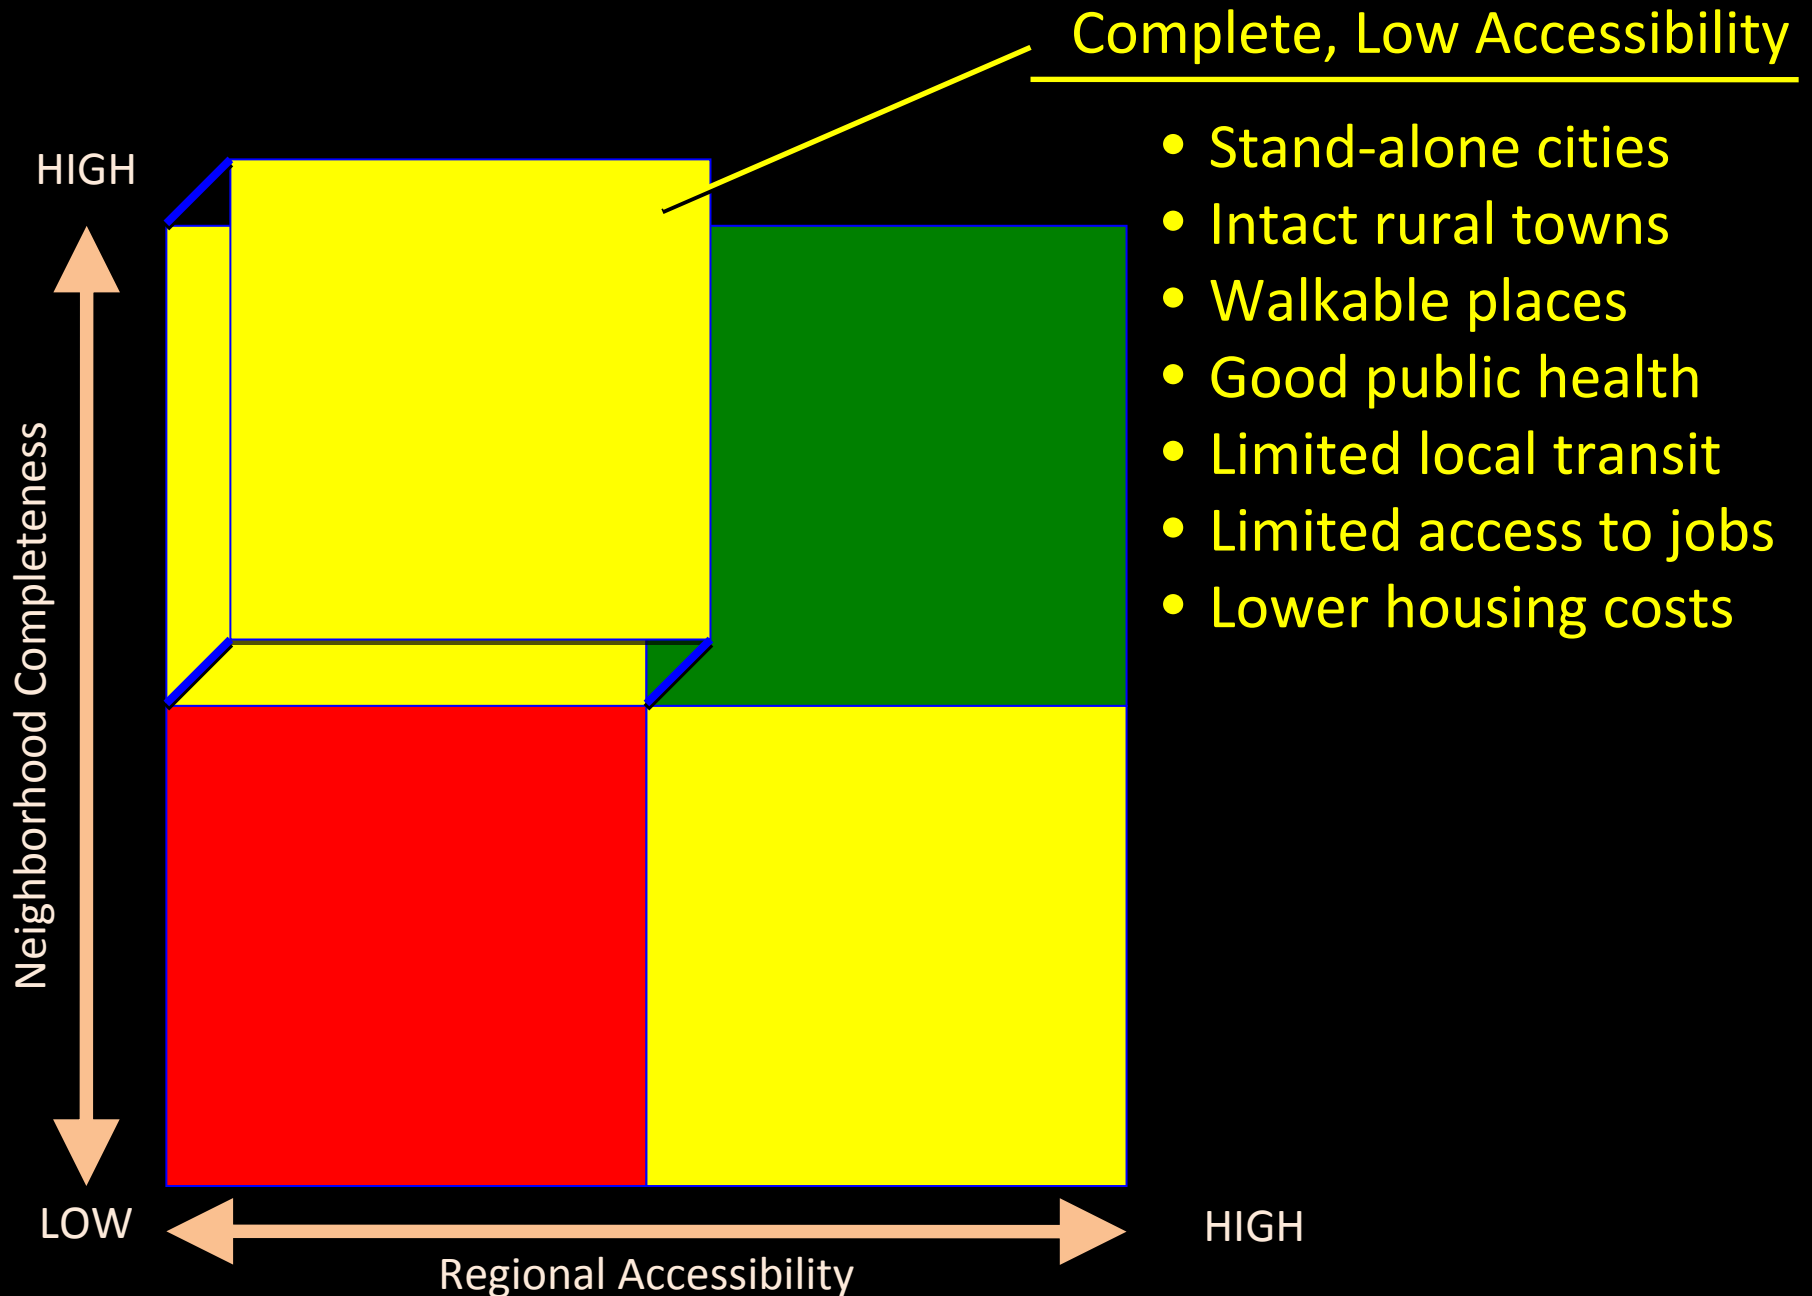 Complete, Low Accessibility
• Stand-alone cities
• Intact rural towns
• Walkable places
• Good public health
• Limited local transit
• Limited access to jobs
• Lower housing costs
HIGH
Neighborhood Completeness
LOW
HIGH
Regional Accessibility